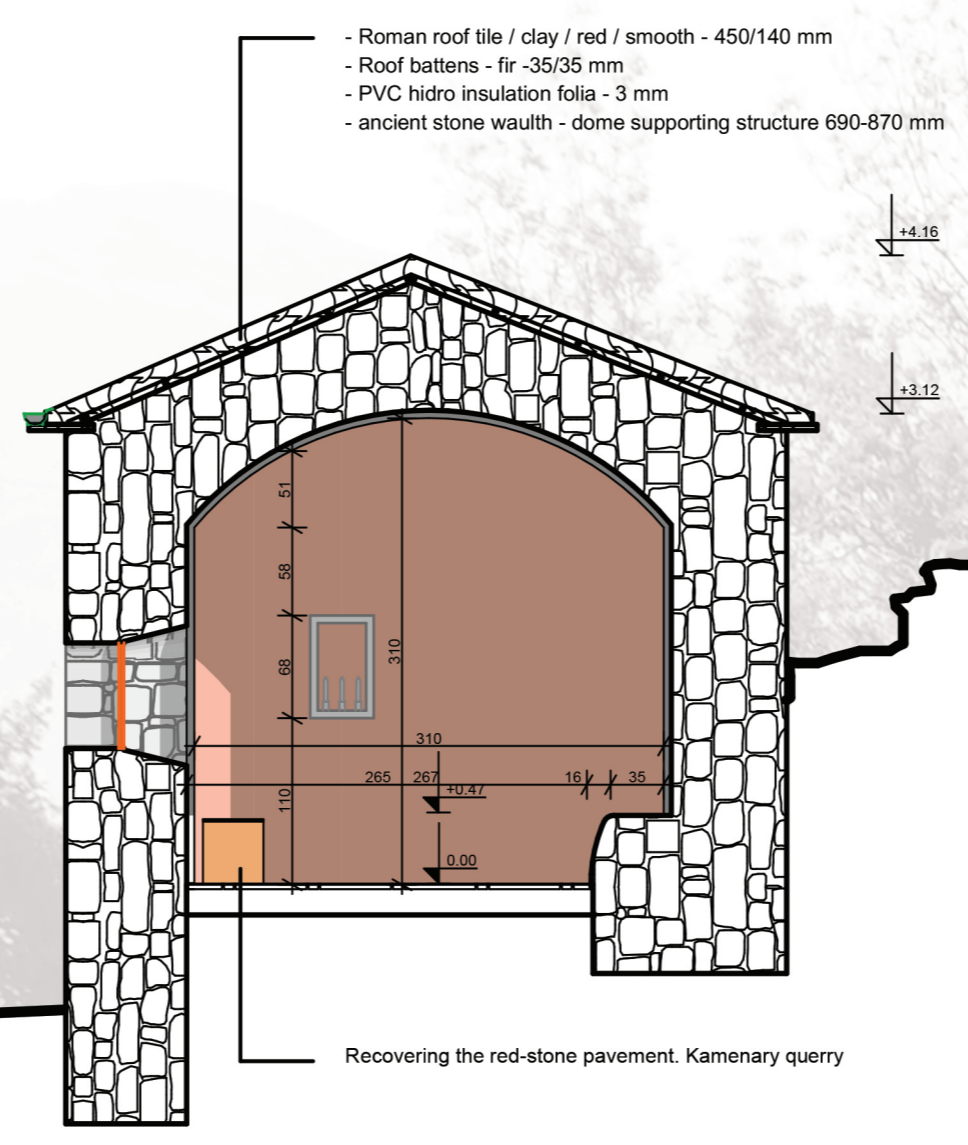 - Roman roof tile / clay / red / smooth - 450/140 mm
- Roof battens - fir -35/35 mm
- PVC hidro insulation folia - 3 mm
- ancient stone waulth - dome supporting structure 690-870 mm
+4.16
+3.12
51
58
68
310
310
265 267 16 35
+0.47
110
0.00
Recovering the red-stone pavement. Kamenary querry